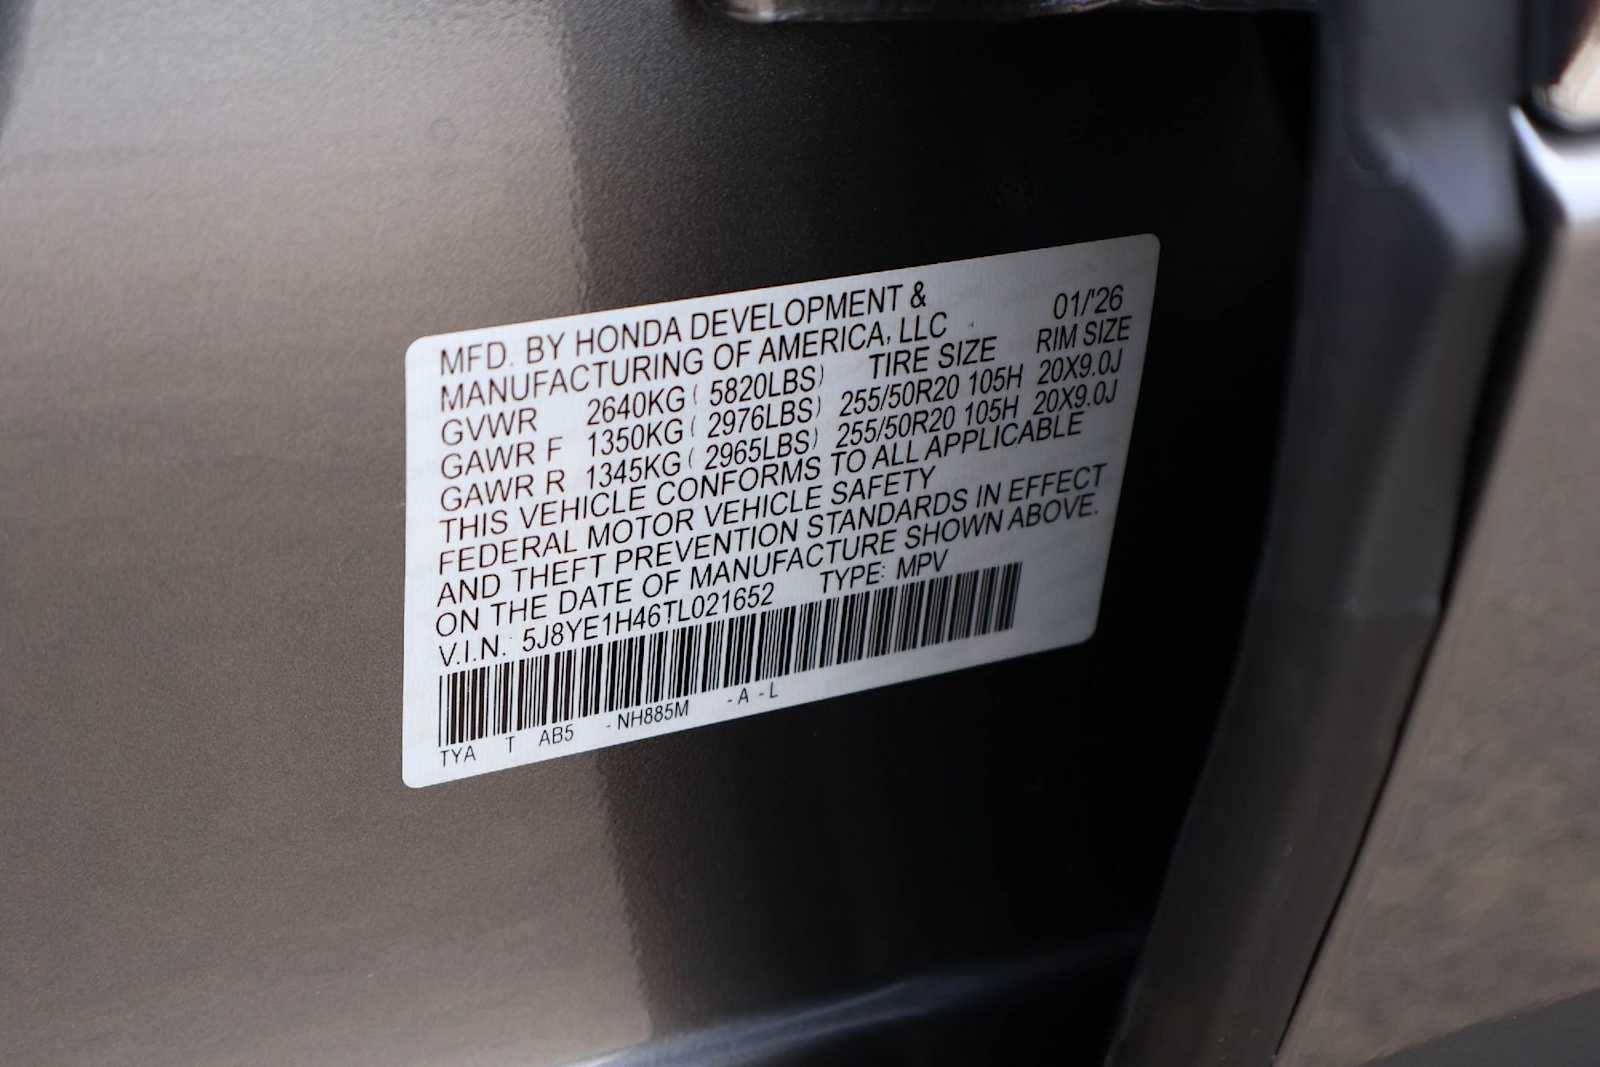 MFD. BY HONDA DEVELOPMENT &
MANUFACTURING OF AMERICA, LLC 01/'26
GVWR 2640KG ( 5820LBS) TIRE SIZE RIM SIZE
GAWR F 1350KG ( 2976LBS) 255/50R20 105H 20X9.0J
GAWR R 1345KG ( 2965LBS) 255/50R20 105H 20X9.0J
THIS VEHICLE CONFORMS TO ALL APPLICABLE
FEDERAL MOTOR VEHICLE SAFETY
AND THEFT PREVENTION STANDARDS IN EFFECT
ON THE DATE OF MANUFACTURE SHOWN ABOVE.
V.I.N.: 5J8YE1H46TL021652 TYPE: MPV
TYA T AB5 - NH885M - A - L